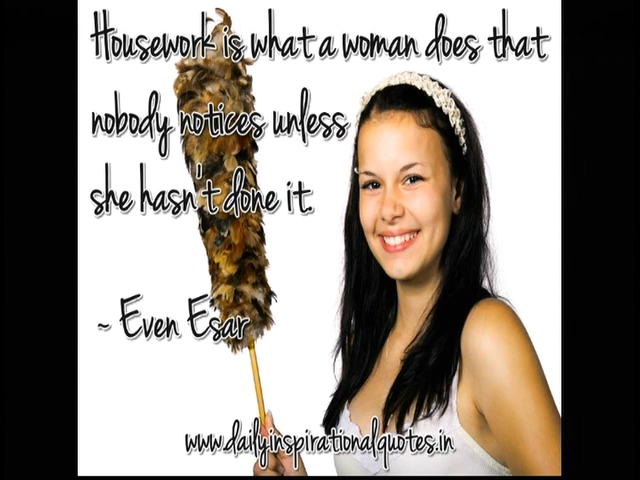 Housework is what a woman does that
nobody notices unless
she hasn't done it.
~ Even Esar
www.dailyinspirationalquotes.in